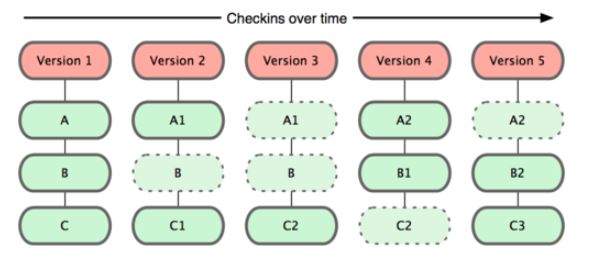 Checkins over time
Version 1 Version 2 Version 3 Version 4 Version 5
A A1 A1 A2 A2
B B B B1 B2
C C1 C2 C2 C3